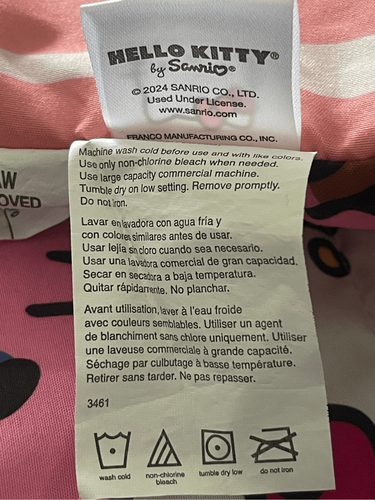 HELLO KITTY®
by Sanrio®
© 2024 SANRIO CO., LTD.
Used Under License.
www.sanrio.com
FRANCO MANUFACTURING CO., INC.
Machine wash cold before use and with like colors.
Use only non-chlorine bleach when needed.
Use large capacity commercial machine.
Tumble dry on low setting. Remove promptly.
Do not iron.
Lavar en lavadora con agua fria y
con colores similares antes de usar.
Usar lejía sin cloro cuando sea necesario.
Usar una lavadora comercial de gran capacidad.
Secar en secadora a baja temperatura.
Quitar rápidamente. No planchar.
Avant utilisation, laver à l'eau froide
avec couleurs semblables. Utiliser un agent
de blanchiment sans chlore uniquement. Utiliser
une laveuse commerciale à grande capacité.
Séchage par culbutage à basse température.
Retirer sans tarder. Ne pas repasser.
3461
wash cold
non-chlorine
bleach
tumble dry low
do not iron